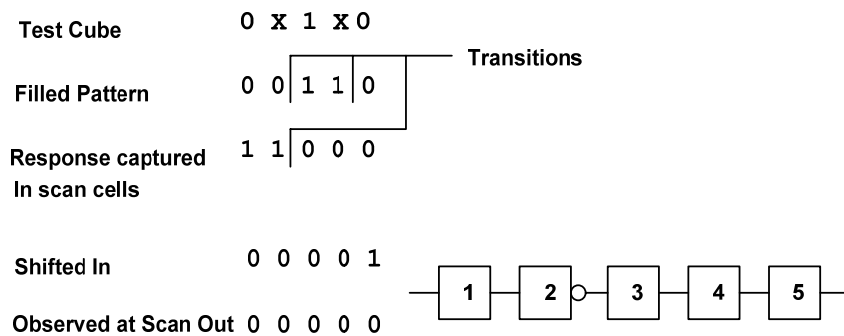 Test Cube 0 X 1 X 0
Transitions
Filled Pattern 0 0 1 1 0
Response captured 1 1 0 0 0
In scan cells
Shifted In 0 0 0 0 1
1 2 3 4 5
Observed at Scan Out 0 0 0 0 0